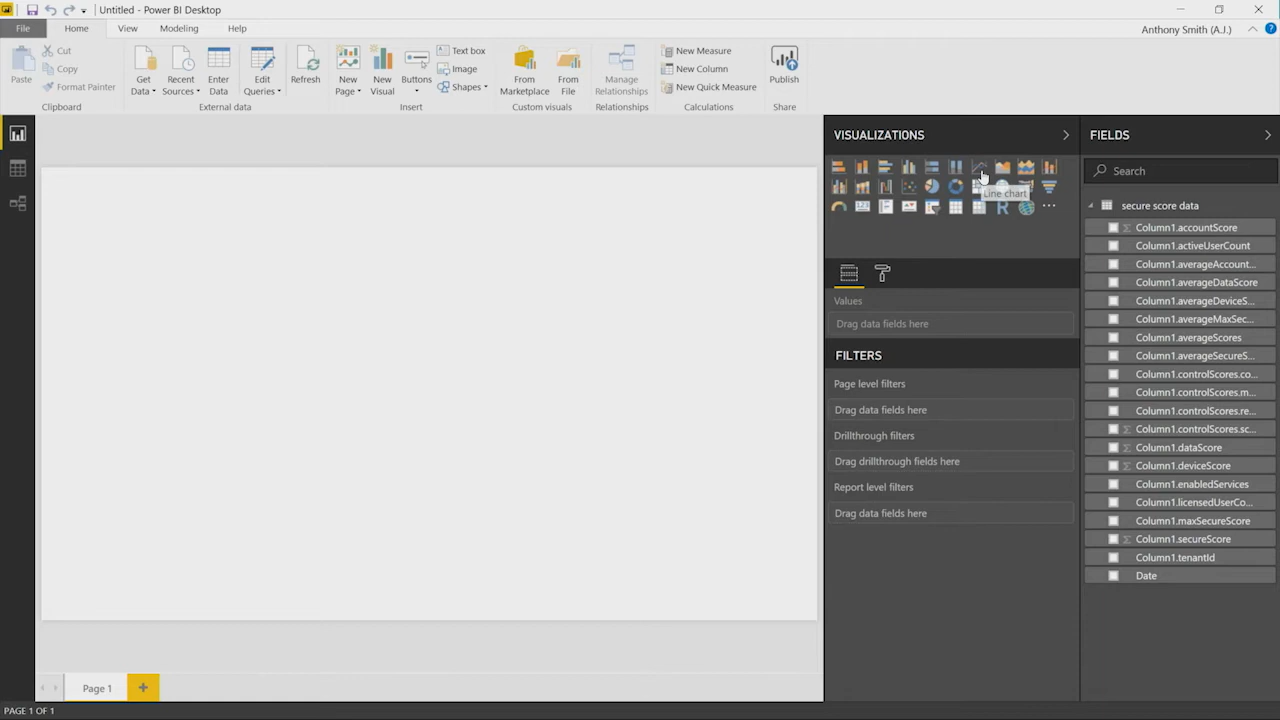 Untitled - Power BI Desktop
File Home View Modeling Help
Anthony Smith (A.J.)
Paste
Cut
Copy
Format Painter
Clipboard
Get Data
Recent Sources
Enter Data
Edit Queries
Refresh
External data
New Page
New Visual
Buttons
Text box
Image
Shapes
Insert
From Marketplace
From File
Custom visuals
Manage Relationships
Relationships
New Measure
New Column
New Quick Measure
Calculations
Publish
Share
VISUALIZATIONS
Line chart
R
Values
Drag data fields here
FILTERS
Page level filters
Drag data fields here
Drillthrough filters
Drag drillthrough fields here
Report level filters
Drag data fields here
FIELDS
Search
secure score data
Σ Column1.accountScore
Column1.activeUserCount
Column1.averageAccount...
Column1.averageDataScore
Column1.averageDeviceS...
Column1.averageMaxSec...
Column1.averageScores
Column1.averageSecureS...
Column1.controlScores.co...
Column1.controlScores.m...
Column1.controlScores.re...
Σ Column1.controlScores.sc...
Σ Column1.dataScore
Σ Column1.deviceScore
Column1.enabledServices
Column1.licensedUserCo...
Column1.maxSecureScore
Σ Column1.secureScore
Column1.tenantId
Date
Page 1
PAGE 1 OF 1